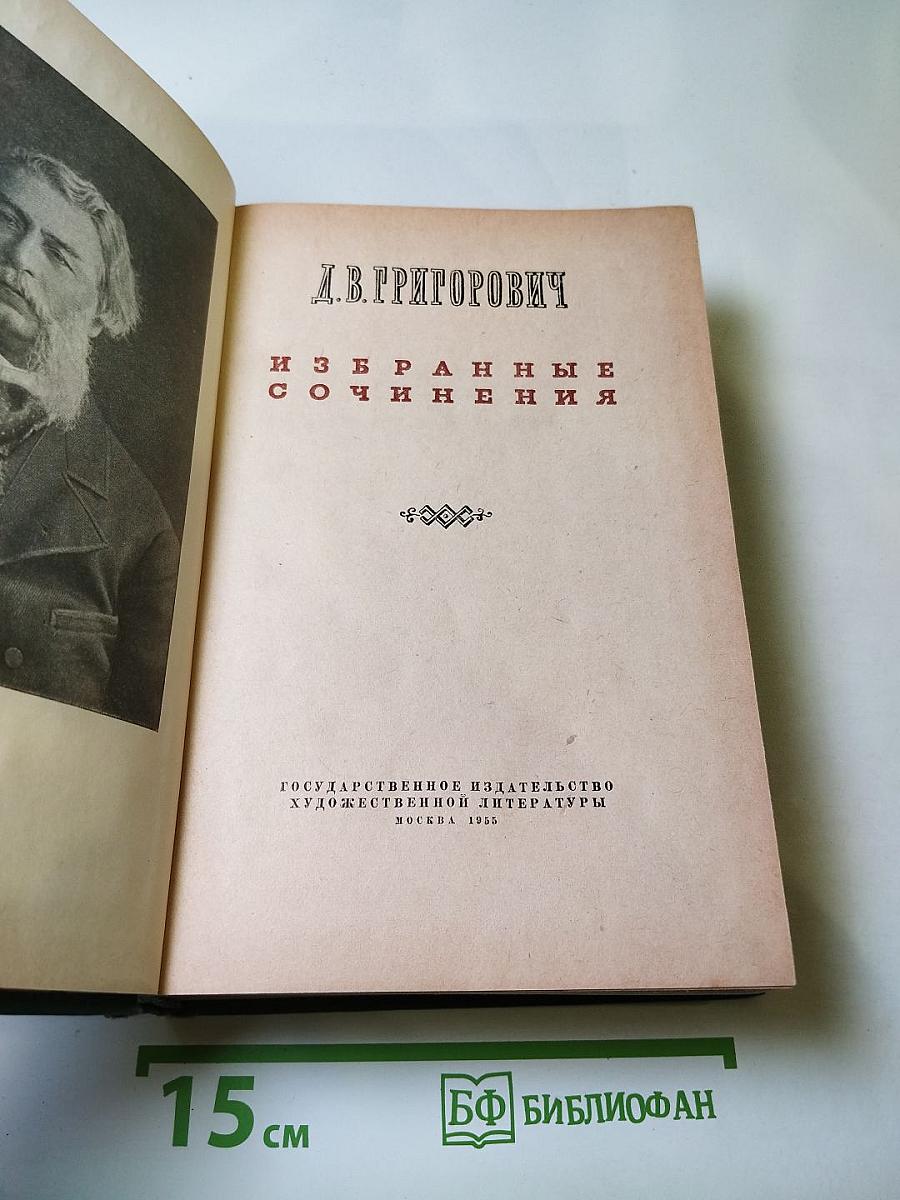 Д.В.ГРИГОРОВИЧ
ИЗБРАННЫЕ
СОЧИНЕНИЯ
ГОСУДАРСТВЕННОЕ ИЗДАТЕЛЬСТВО
ХУДОЖЕСТВЕННОЙ ЛИТЕРАТУРЫ
МОСКВА 1955
15 см
БФ БИБЛИОФАН